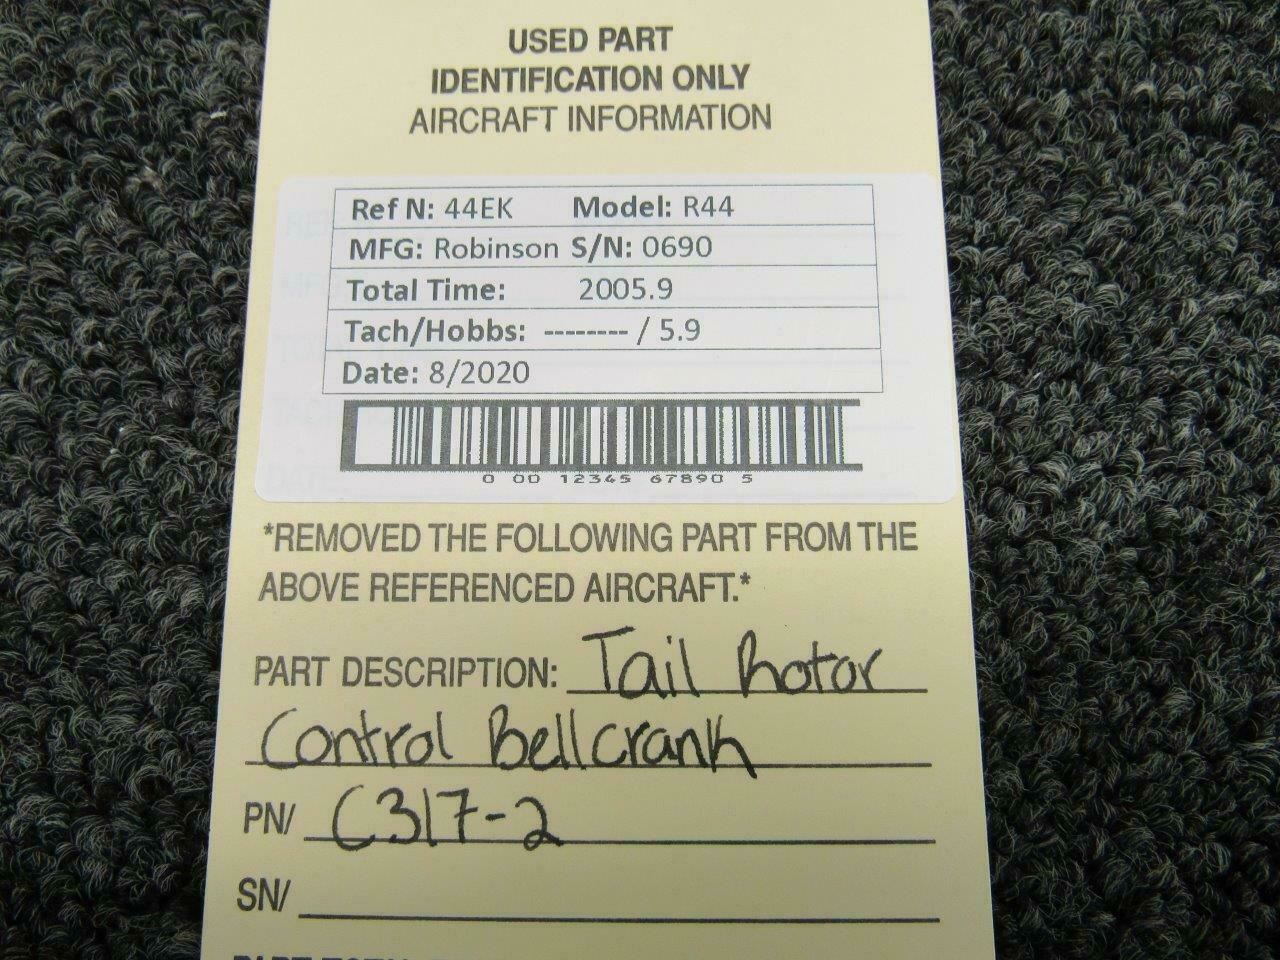 USED PART
IDENTIFICATION ONLY
AIRCRAFT INFORMATION
Ref N: 44EK Model: R44
MFG: Robinson S/N: 0690
Total Time: 2005.9
Tach/Hobbs: -------- / 5.9
Date: 8/2020
0 00 12345 67890 5
*REMOVED THE FOLLOWING PART FROM THE
ABOVE REFERENCED AIRCRAFT.*
PART DESCRIPTION: Tail Rotor
Control Bellcrank
PN/ C317-2
SN/